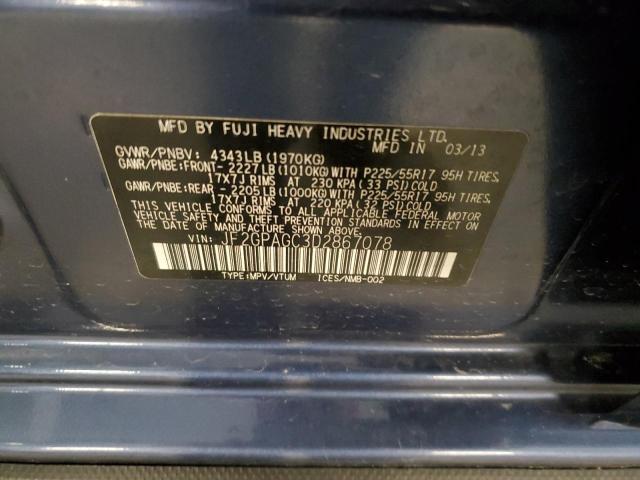 MFD BY FUJI HEAVY INDUSTRIES LTD.
MFD IN 03/13
GVWR/PNBV: 4343LB (1970KG)
GAWR/PNBE:FRONT-2227LB(1010KG)WITH P225/55R17 95H TIRES.
17X7J RIMS AT 230 KPA(33 PSI)COLD
GAWR/PNBE:REAR -2205LB(1000KG)WITH P225/55R17 95H TIRES.
17X7J RIMS AT 220 KPA(32 PSI)COLD
THIS VEHICLE CONFORMS TO ALL APPLICABLE FEDERAL MOTOR
VEHICLE SAFETY STANDARDS IN EFFECT ON THE
DATE OF MANUFACTURE SHOWN ABOVE.
VIN: JF2GPAGC3D2867078
TYPE:MPV/VTUM ICES/NMB-002